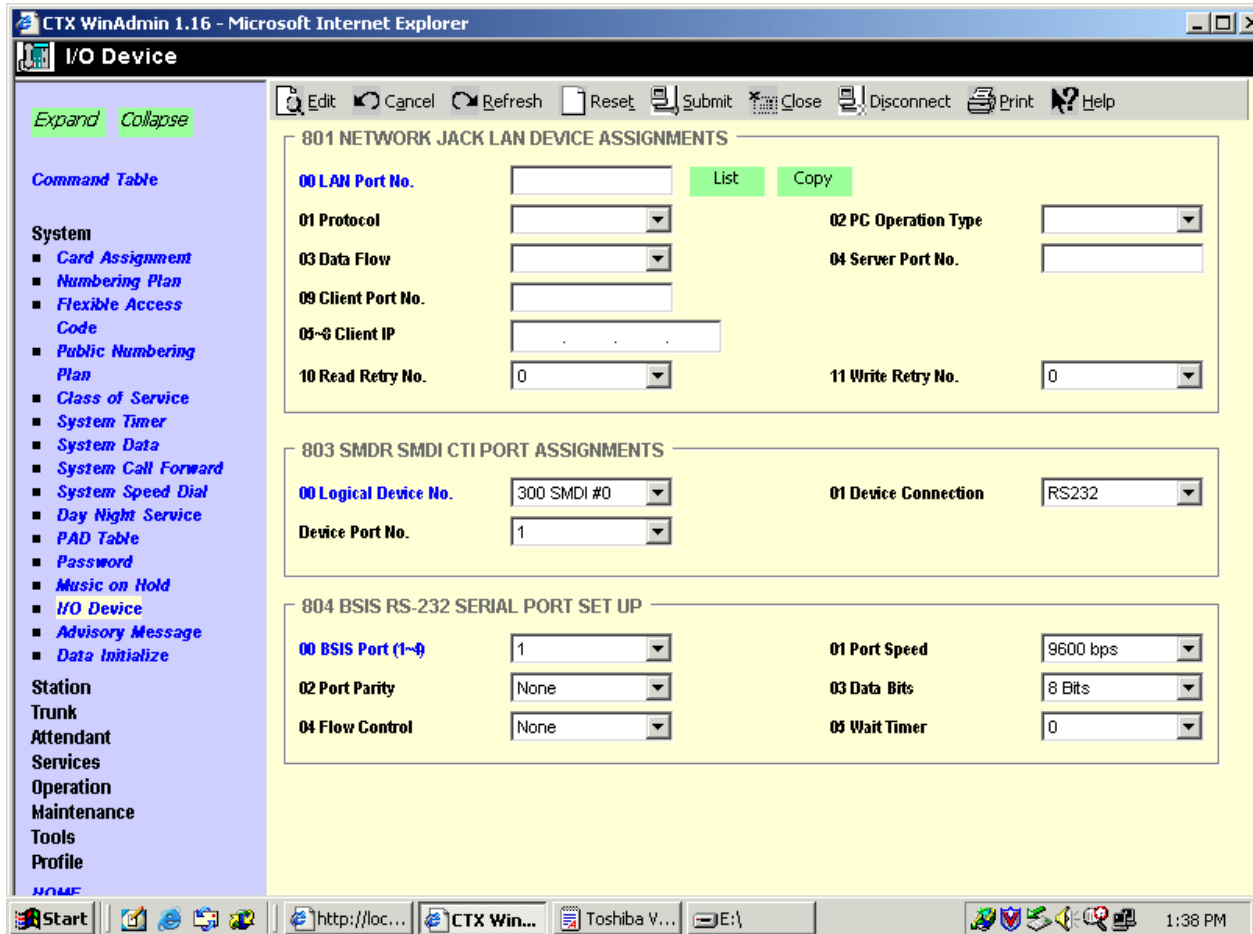 CTX WinAdmin 1.16 - Microsoft Internet Explorer
I/O Device
Expand Collapse
Command Table
System
Card Assignment
Numbering Plan
Flexible Access
Code
Public Numbering
Plan
Class of Service
System Timer
System Data
System Call Forward
System Speed Dial
Day Night Service
PAD Table
Password
Music on Hold
I/O Device
Advisory Message
Data Initialize
Station
Trunk
Attendant
Services
Operation
Maintenance
Tools
Profile
HOME
Edit Cancel Refresh Reset Submit Close Disconnect Print Help
801 NETWORK JACK LAN DEVICE ASSIGNMENTS
00 LAN Port No. List Copy
01 Protocol 02 PC Operation Type
03 Data Flow 04 Server Port No.
09 Client Port No.
05~8 Client IP . . .
10 Read Retry No. 0 11 Write Retry No. 0
803 SMDR SMDI CTI PORT ASSIGNMENTS
00 Logical Device No. 300 SMDI #0 01 Device Connection RS232
Device Port No. 1
804 BSIS RS-232 SERIAL PORT SET UP
00 BSIS Port (1~4) 1 01 Port Speed 9600 bps
02 Port Parity None 03 Data Bits 8 Bits
04 Flow Control None 05 Wait Timer 0
Start http://loc... CTX Win... Toshiba V... E:\ 1:38 PM